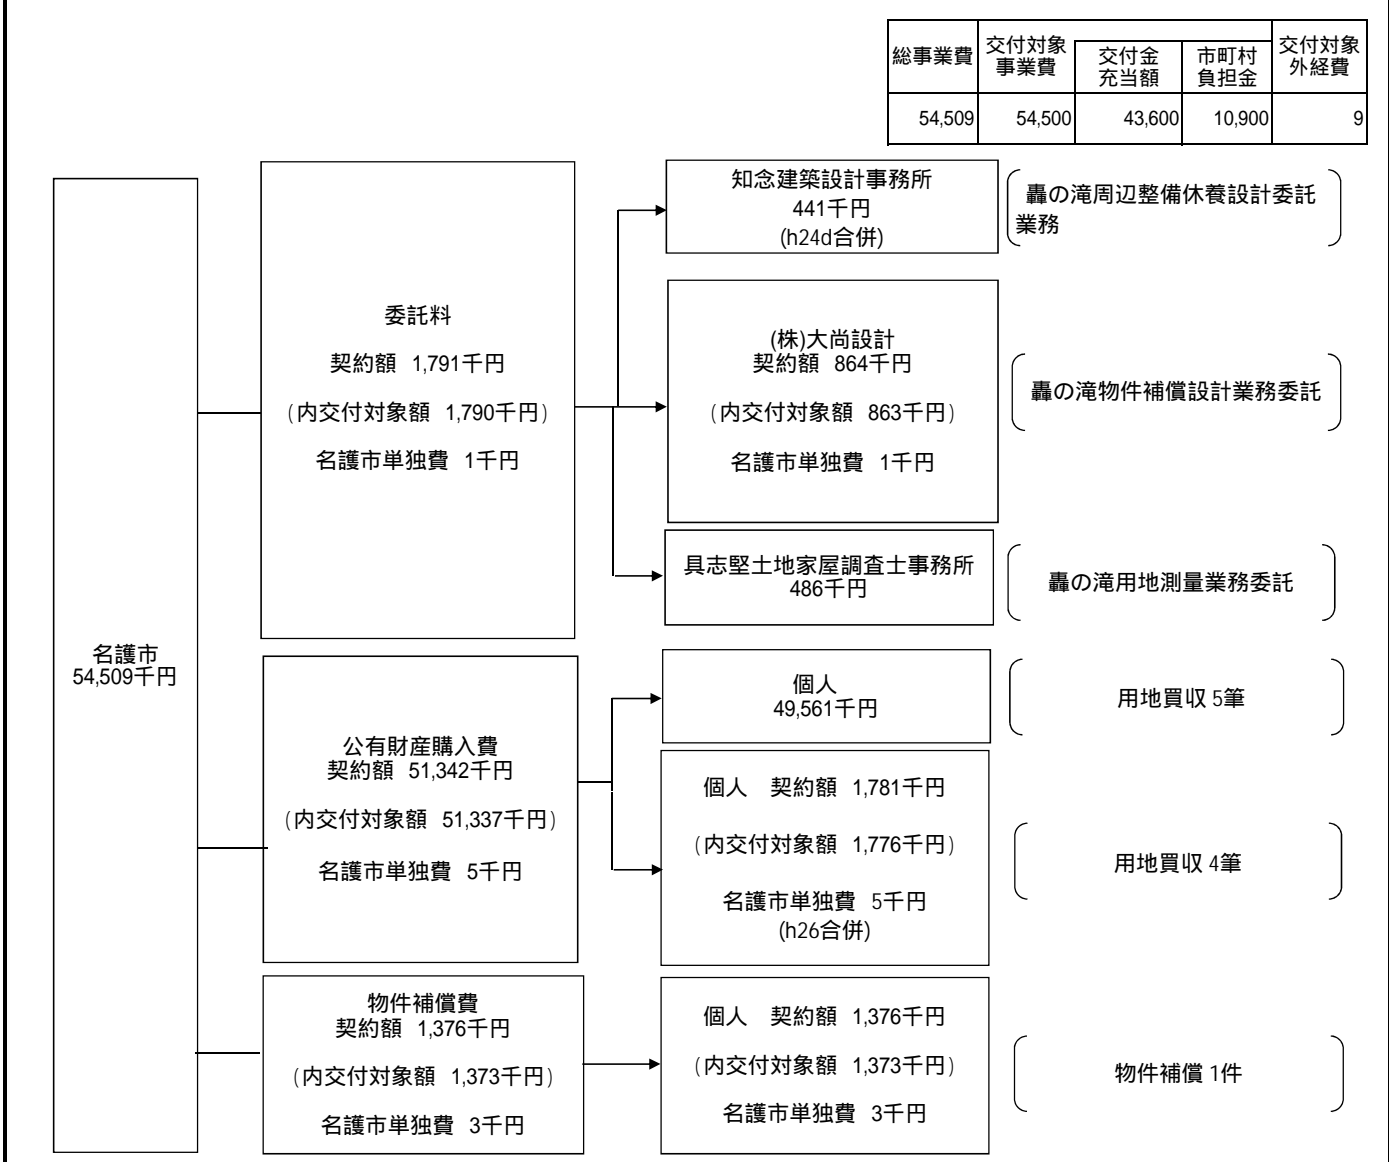 総事業費
交付対象
事業費
交付金
充当額
市町村
負担金
交付対象
外経費
54,509
54,500
43,600
10,900
9
名護市
54,509千円
委託料
契約額 1,791千円
(内交付対象額 1,790千円)
名護市単独費 1千円
知念建築設計事務所
441千円
(h24d合併)
轟の滝周辺整備休養設計委託
業務
(株)大尚設計
契約額 864千円
(内交付対象額 863千円)
名護市単独費 1千円
轟の滝物件補償設計業務委託
具志堅土地家屋調査士事務所
486千円
轟の滝用地測量業務委託
公有財産購入費
契約額 51,342千円
(内交付対象額 51,337千円)
名護市単独費 5千円
個人
49,561千円
用地買収 5筆
個人 契約額 1,781千円
(内交付対象額 1,776千円)
名護市単独費 5千円
(h26合併)
用地買収 4筆
物件補償費
契約額 1,376千円
(内交付対象額 1,373千円)
名護市単独費 3千円
個人 契約額 1,376千円
(内交付対象額 1,373千円)
名護市単独費 3千円
物件補償 1件